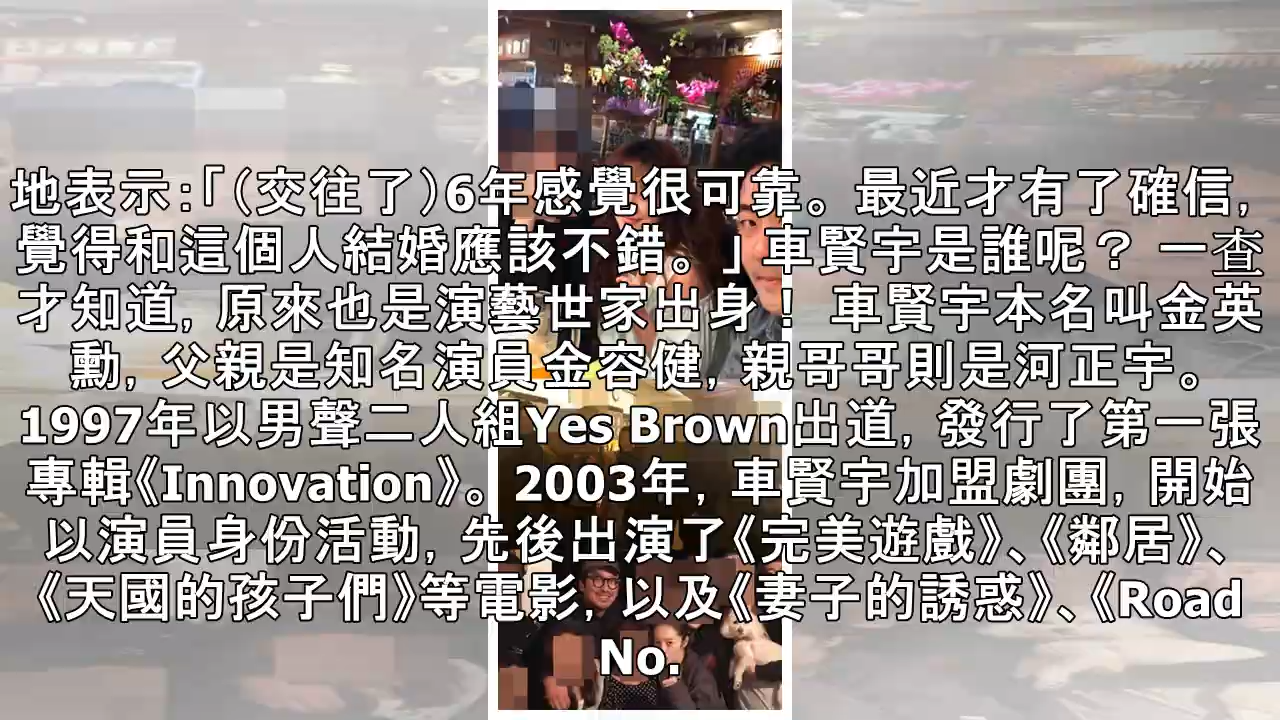 地表示:「(交往了)6年感覺很可靠。最近才有了確信,
覺得和這個人結婚應該不錯。」車賢宇是誰呢？ 一查
才知道, 原來也是演藝世家出身！ 車賢宇本名叫金英
勳, 父親是知名演員金容健, 親哥哥則是河正宇。
1997年以男聲二人組Yes Brown出道, 發行了第一張
專輯《Innovation》。2003年, 車賢宇加盟劇團, 開始
以演員身份活動, 先後出演了《完美遊戲》、《鄰居》、
《天國的孩子們》等電影, 以及《妻子的誘惑》、《Road
No.